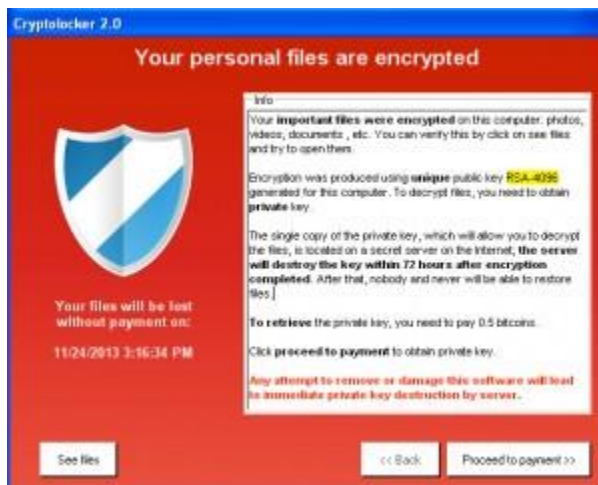 Cryptolocker 2.0
Your personal files are encrypted
Info
Your important files were encrypted on this computer: photos,
videos, documents , etc. You can verify this by click on see files
and try to open them.
Encryption was produced using unique public key RSA-4096
generated for this computer. To decrypt files, you need to obtain
private key.
The single copy of the private key, which will allow you to decrypt
the files, is located on a secret server on the Internet; the server
will destroy the key within 72 hours after encryption
completed. After that, nobody and never will be able to restore
files.
To retrieve the private key, you need to pay 0.5 bitcoins.
Click proceed to payment to obtain private key.
Any attempt to remove or damage this software will lead
to immediate private key destruction by server.
Your files will be lost
without payment on:
11/24/2013 3:16:34 PM
See files
<< Back
Proceed to payment >>